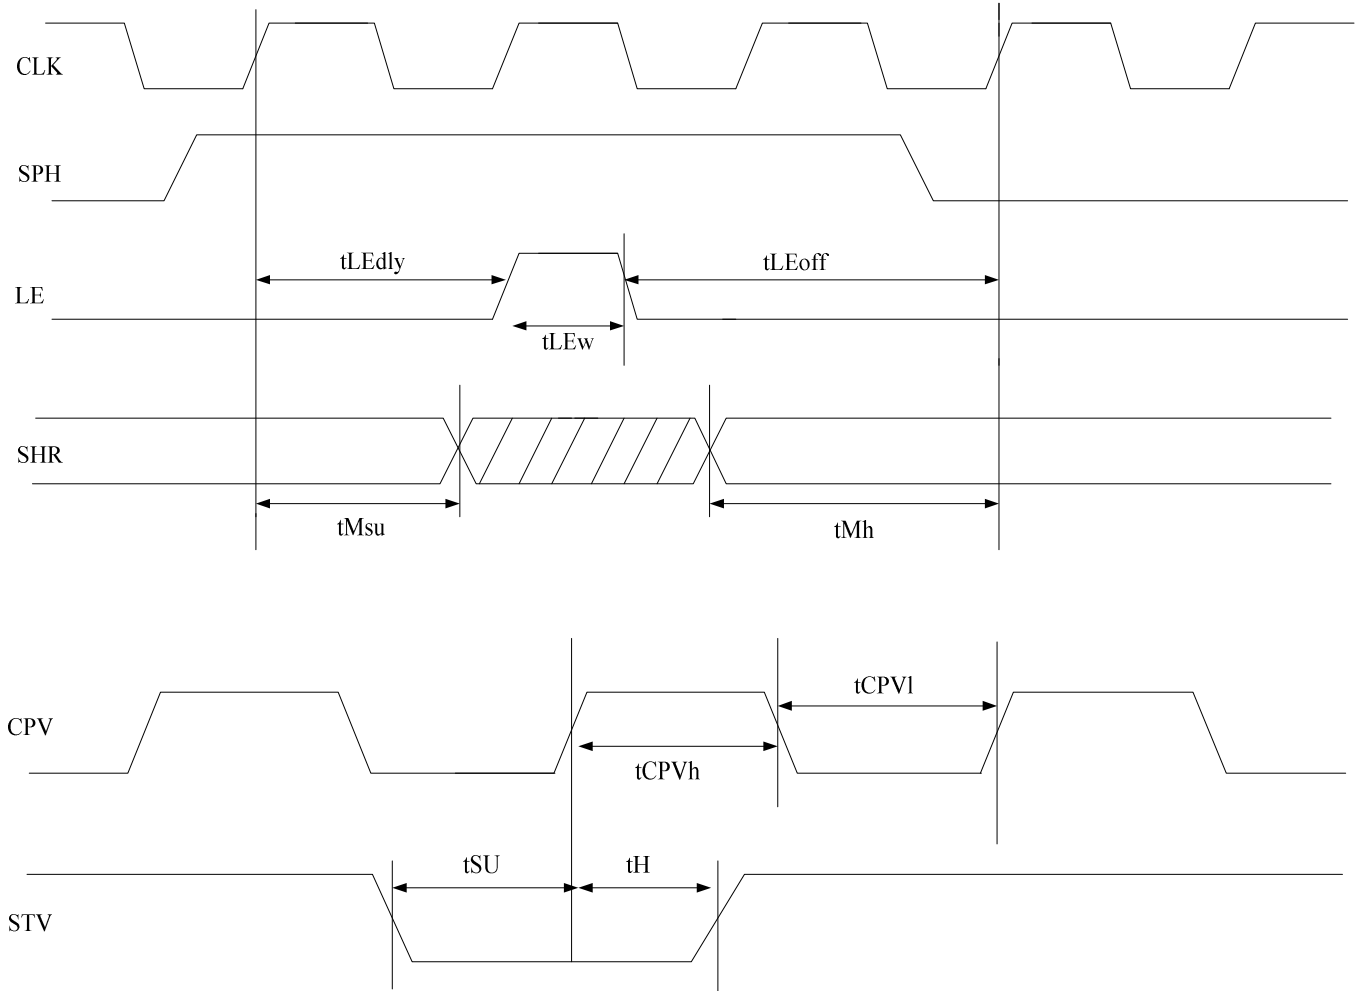 CLK
SPH
tLEdly
tLEoff
LE
tLEw
SHR
tMsu
tMh
tCPVl
CPV
tCPVh
tSU
tH
STV